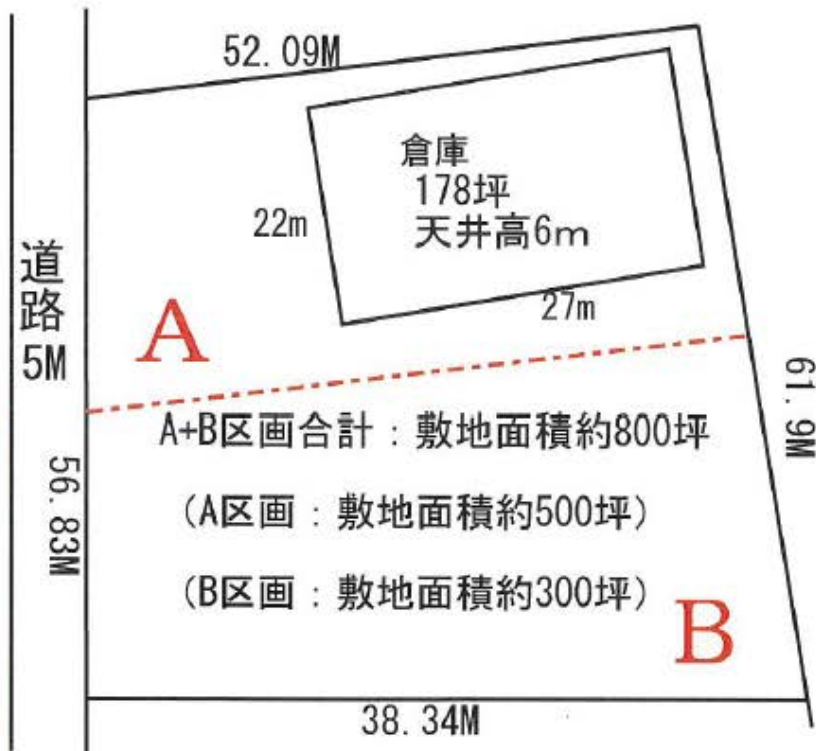 52.09M
倉庫
178坪
天井高6m
22m
27m
道路
5M
A
61.9M
A+B区画合計：敷地面積約800坪
56.83M
（A区画：敷地面積約500坪）
（B区画：敷地面積約300坪）
B
38.34M